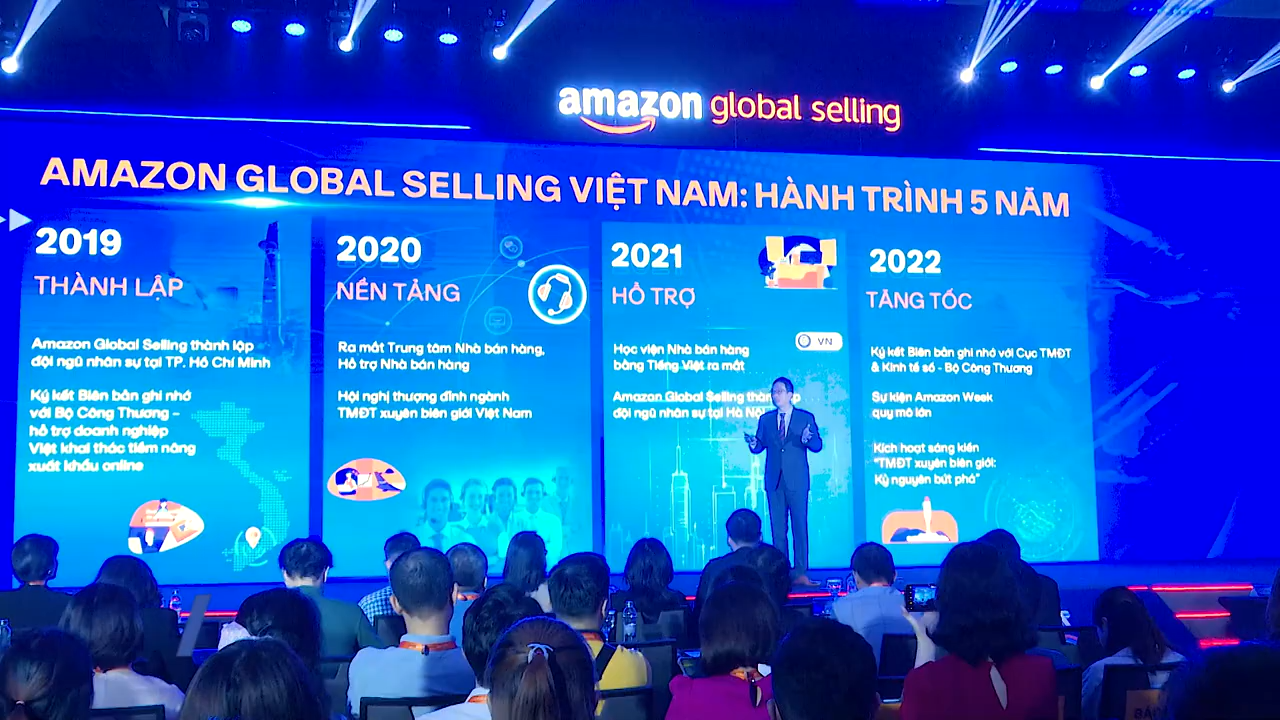 amazon global selling
AMAZON GLOBAL SELLING VIỆT NAM: HÀNH TRÌNH 5 NĂM
2019
THÀNH LẬP
Amazon Global Selling thành lập
đội ngũ nhân sự tại TP. Hồ Chí Minh
Ký kết Biên bản ghi nhớ
với Bộ Công Thương –
hỗ trợ doanh nghiệp
Việt khai thác tiềm năng
xuất khẩu online
2020
NỀN TẢNG
Ra mắt Trung tâm Nhà bán hàng,
Hỗ trợ Nhà bán hàng
Hội nghị thượng đỉnh ngành
TMĐT xuyên biên giới Việt Nam
2021
HỖ TRỢ
VN
Học viện Nhà bán hàng
bằng Tiếng Việt ra mắt
Amazon Global Selling thành lập
đội ngũ nhân sự tại Hà Nội
2022
TĂNG TỐC
Ký kết Biên bản ghi nhớ với Cục TMĐT
& Kinh tế số - Bộ Công Thương
Sự kiện Amazon Week
quy mô lớn
Kích hoạt sáng kiến
"TMĐT xuyên biên giới:
Kỷ nguyên bứt phá"